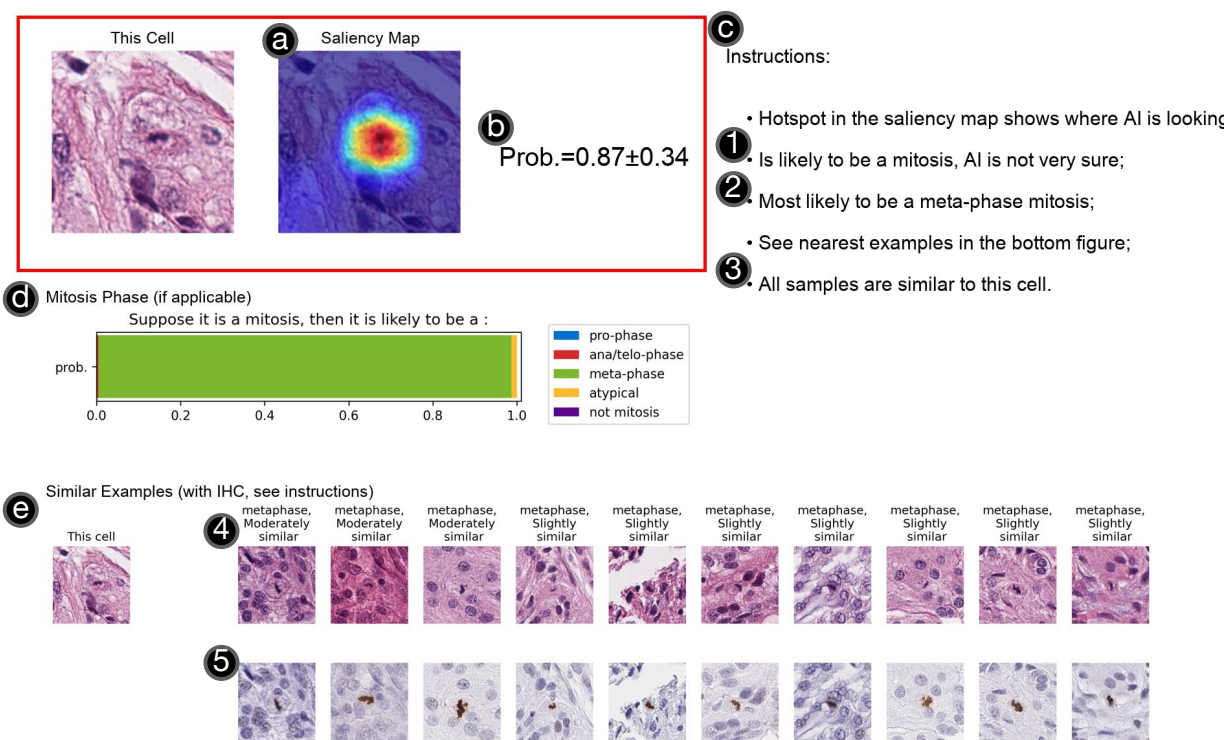 This Cell
a
Saliency Map
b
Prob.=0.87±0.34
c
Instructions:
• Hotspot in the saliency map shows where AI is looking
1
• Is likely to be a mitosis, AI is not very sure;
2
• Most likely to be a meta-phase mitosis;
• See nearest examples in the bottom figure;
3
• All samples are similar to this cell.
d
Mitosis Phase (if applicable)
Suppose it is a mitosis, then it is likely to be a :
prob.
0.0 0.2 0.4 0.6 0.8 1.0
pro-phase
ana/telo-phase
meta-phase
atypical
not mitosis
e
Similar Examples (with IHC, see instructions)
This cell
4
metaphase, metaphase, metaphase, metaphase, metaphase, metaphase, metaphase, metaphase, metaphase, metaphase,
Moderately Moderately Moderately Slightly Slightly Slightly Slightly Slightly Slightly Slightly
similar similar similar similar similar similar similar similar similar similar
5